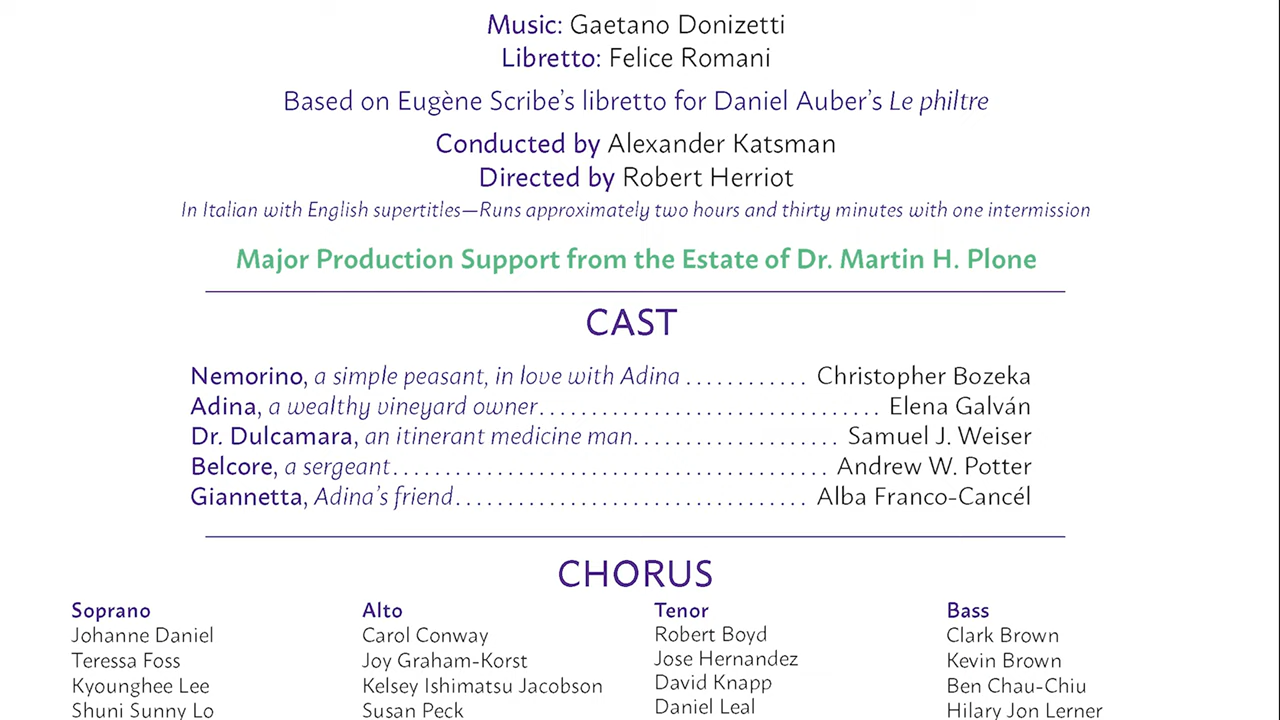 Music: Gaetano Donizetti
Libretto: Felice Romani
Based on Eugène Scribe’s libretto for Daniel Auber’s Le philtre
Conducted by Alexander Katsman
Directed by Robert Herriot
In Italian with English supertitles—Runs approximately two hours and thirty minutes with one intermission
Major Production Support from the Estate of Dr. Martin H. Plone
CAST
Nemorino, a simple peasant, in love with Adina ............ Christopher Bozeka
Adina, a wealthy vineyard owner.................................. Elena Galván
Dr. Dulcamara, an itinerant medicine man..................... Samuel J. Weiser
Belcore, a sergeant............................................ Andrew W. Potter
Giannetta, Adina’s friend.................................... Alba Franco-Cancél
CHORUS
Soprano
Johanne Daniel
Teressa Foss
Kyounghee Lee
Shuni Sunny Lo
Alto
Carol Conway
Joy Graham-Korst
Kelsey Ishimatsu Jacobson
Susan Peck
Tenor
Robert Boyd
Jose Hernandez
David Knapp
Daniel Leal
Bass
Clark Brown
Kevin Brown
Ben Chau-Chiu
Hilary Jon Lerner